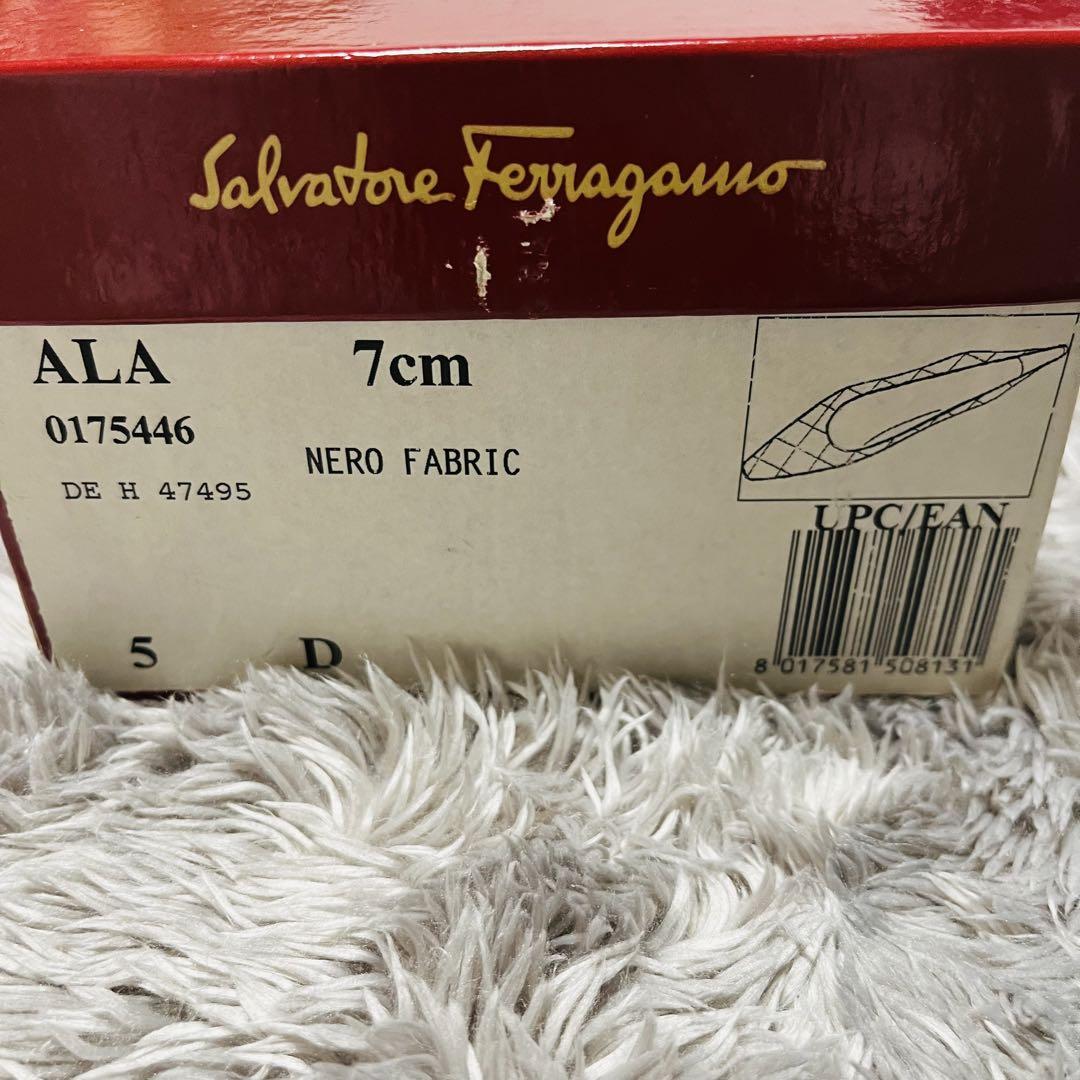 Salvatore Ferragamo
ALA 7cm
0175446
NERO FABRIC
DE H 47495
UPC/EAN
5 D
8 017581 508131